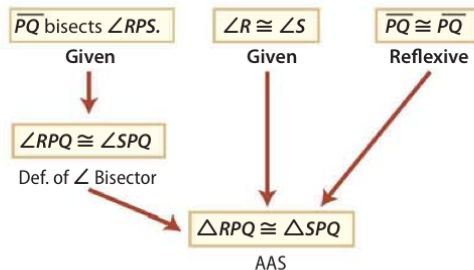 PQ bisects ∠RPS.
Given
∠R ≅ ∠S
Given
PQ ≅ PQ
Reflexive
∠RPQ ≅ ∠SPQ
Def. of ∠ Bisector
△RPQ ≅ △SPQ
AAS